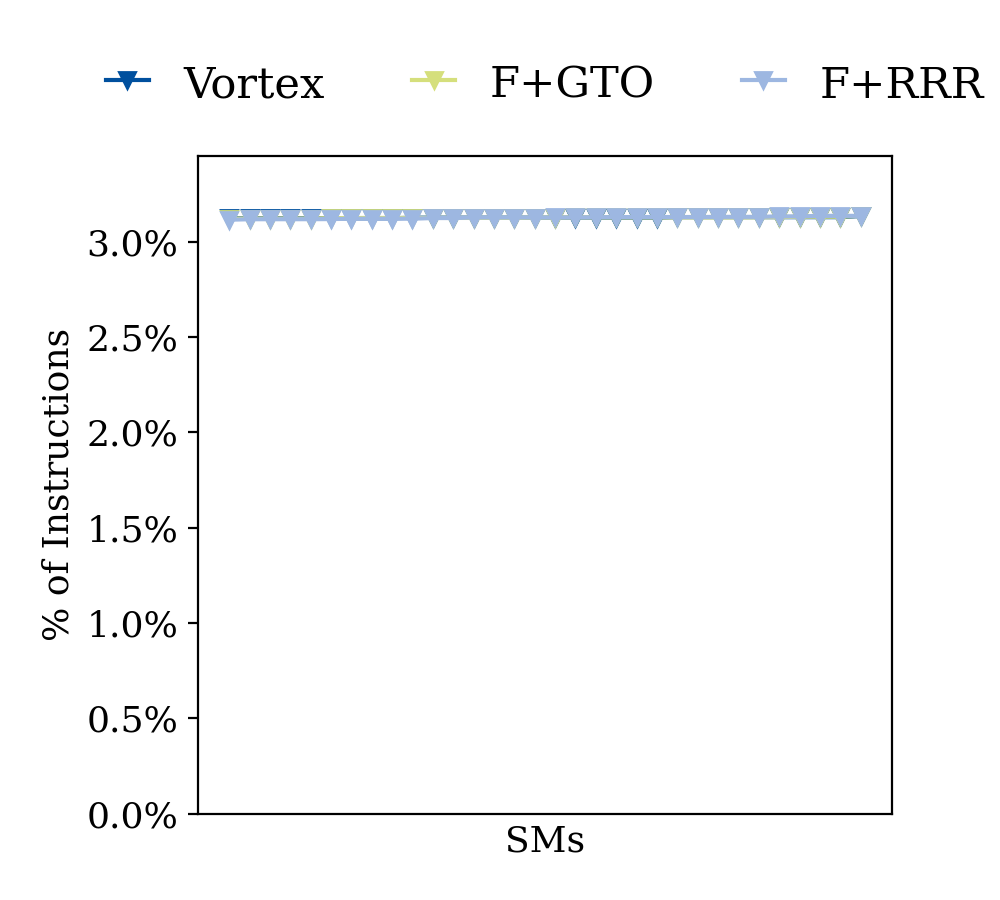 Vortex F+GTO F+RRR
% of Instructions
3.0%
2.5%
2.0%
1.5%
1.0%
0.5%
0.0%
SMs